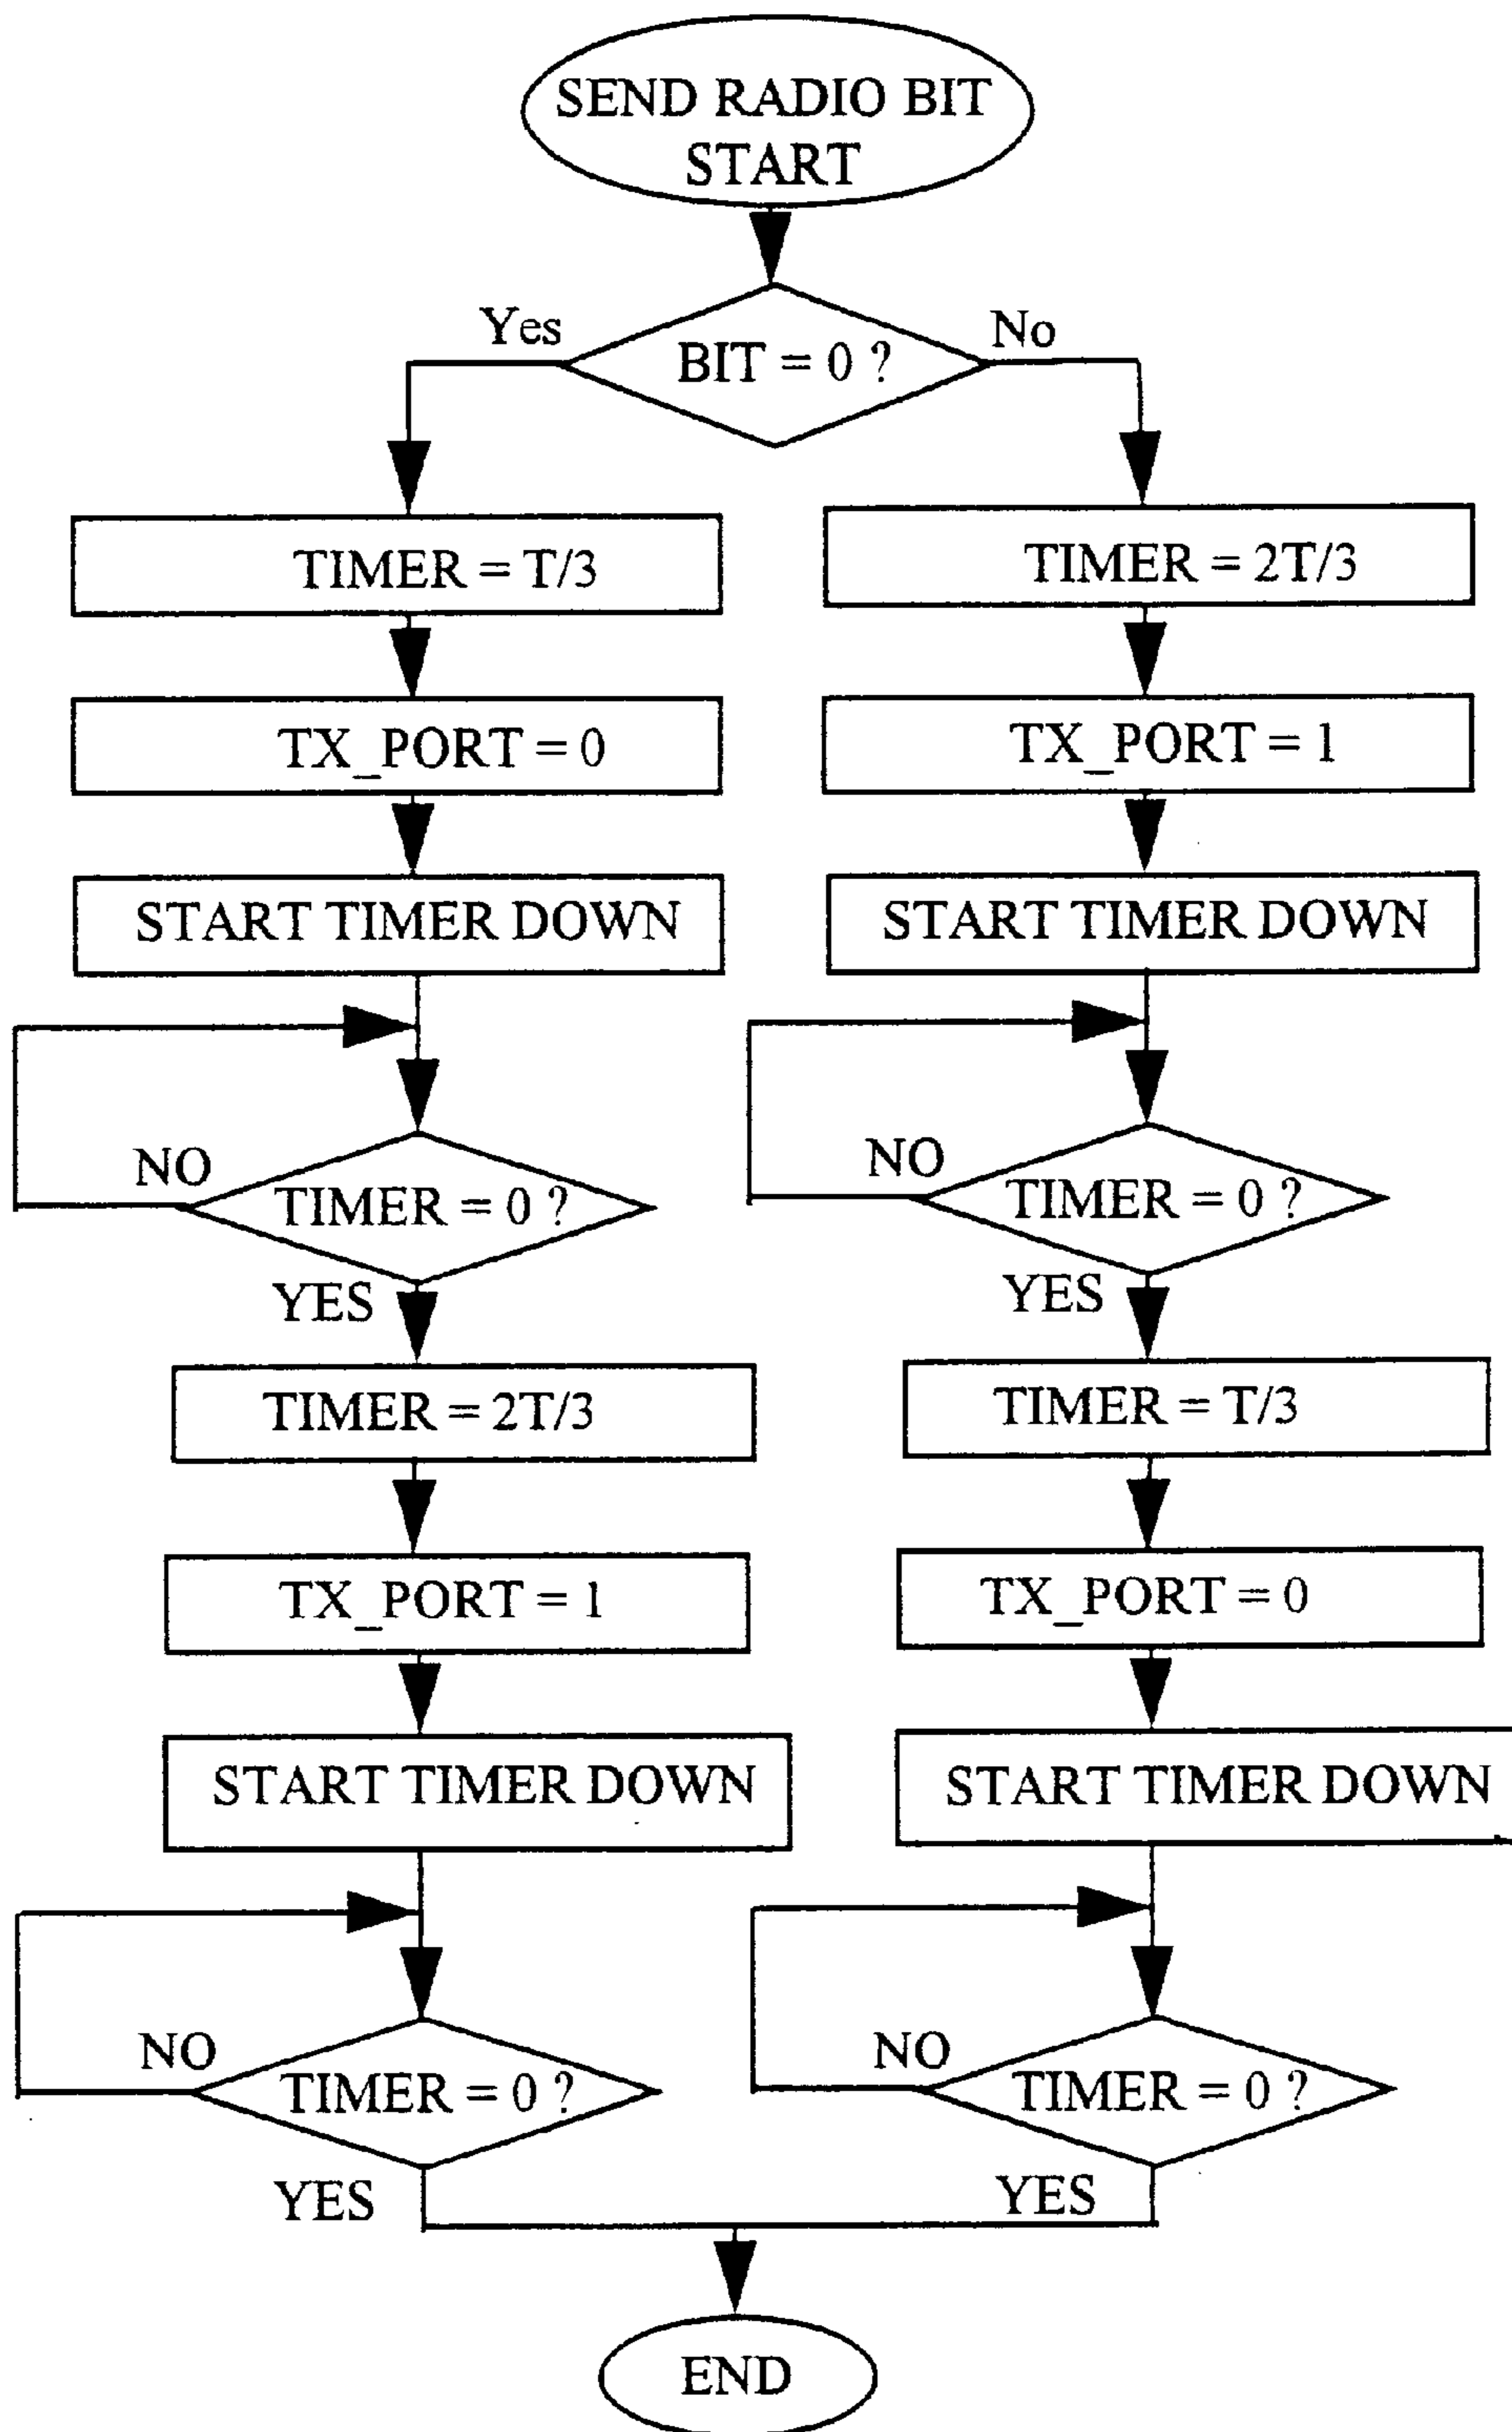 SEND RADIO BIT
START
Yes
No
BIT = 0 ?
TIMER = T/3
TIMER = 2T/3
TX_PORT = 0
TX_PORT = 1
START TIMER DOWN
START TIMER DOWN
NO
TIMER = 0 ?
NO
TIMER = 0 ?
YES
YES
TIMER = 2T/3
TIMER = T/3
TX_PORT = 1
TX_PORT = 0
START TIMER DOWN
START TIMER DOWN
NO
TIMER = 0 ?
NO
TIMER = 0 ?
YES
YES
END